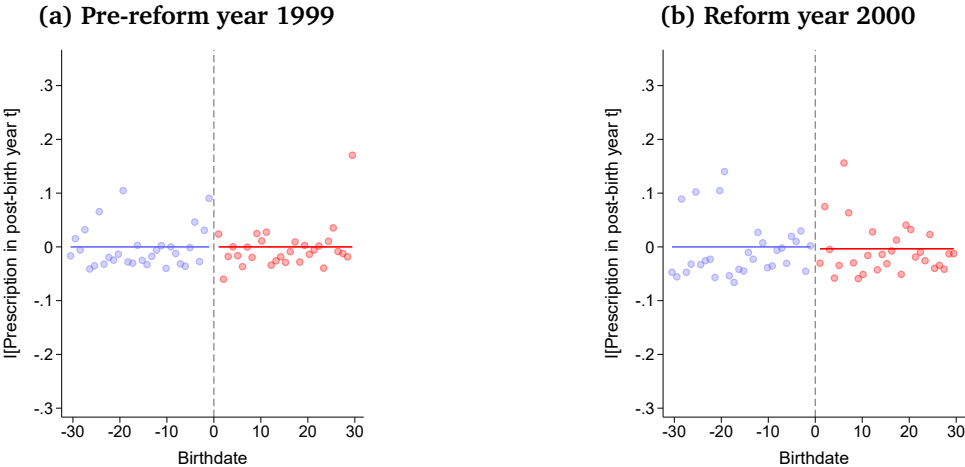 (a) Pre-reform year 1999
I[Prescription in post-birth year t]
.3
.2
.1
0
-.1
-.2
-.3
-30 -20 -10 0 10 20 30
Birthdate
(b) Reform year 2000
I[Prescription in post-birth year t]
.3
.2
.1
0
-.1
-.2
-.3
-30 -20 -10 0 10 20 30
Birthdate